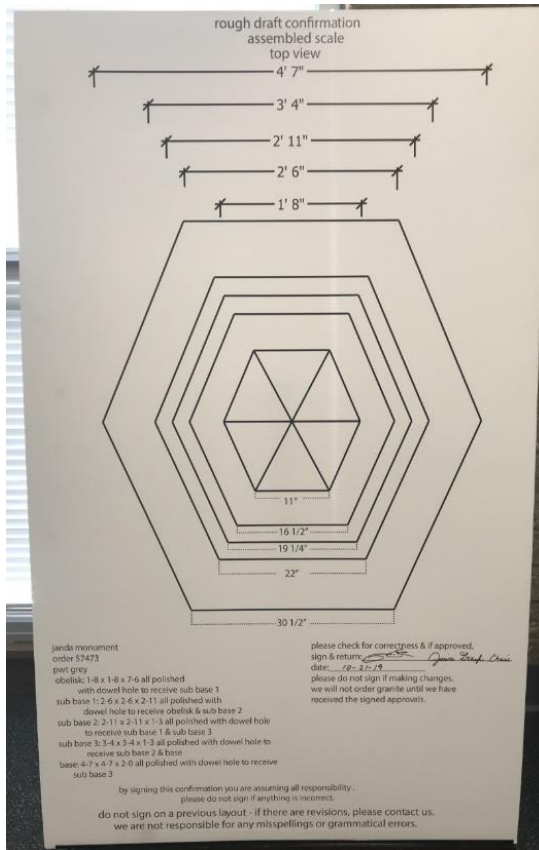 rough draft confirmation
assembled scale
top view
4' 7"
3' 4"
2' 11"
2' 6"
1' 8"
11"
16 1/2"
19 1/4"
22"
30 1/2"
janda monument
order 57473
pwt grey
obelisk: 1-8 x 1-8 x 7-6 all polished
with dowel hole to receive sub base 1
sub base 1: 2-6 x 2-6 x 2-11 all polished with
dowel hole to receive obelisk & sub base 2
sub base 2: 2-11 x 2-11 x 1-3 all polished with dowel hole
to receive sub base 1 & sub base 3
sub base 3: 3-4 x 3-4 x 1-3 all polished with dowel hole to
receive sub base 2 & base
base: 4-7 x 4-7 x 2-0 all polished with dowel hole to receive
sub base 3
please check for correctness & if approved,
sign & return:
date: 10-21-19
please do not sign if making changes.
we will not order granite until we have
received the signed approvals.
by signing this confirmation you are assuming all responsibility.
please do not sign if anything is incorrect.
do not sign on a previous layout - if there are revisions, please contact us.
we are not responsible for any misspellings or grammatical errors.